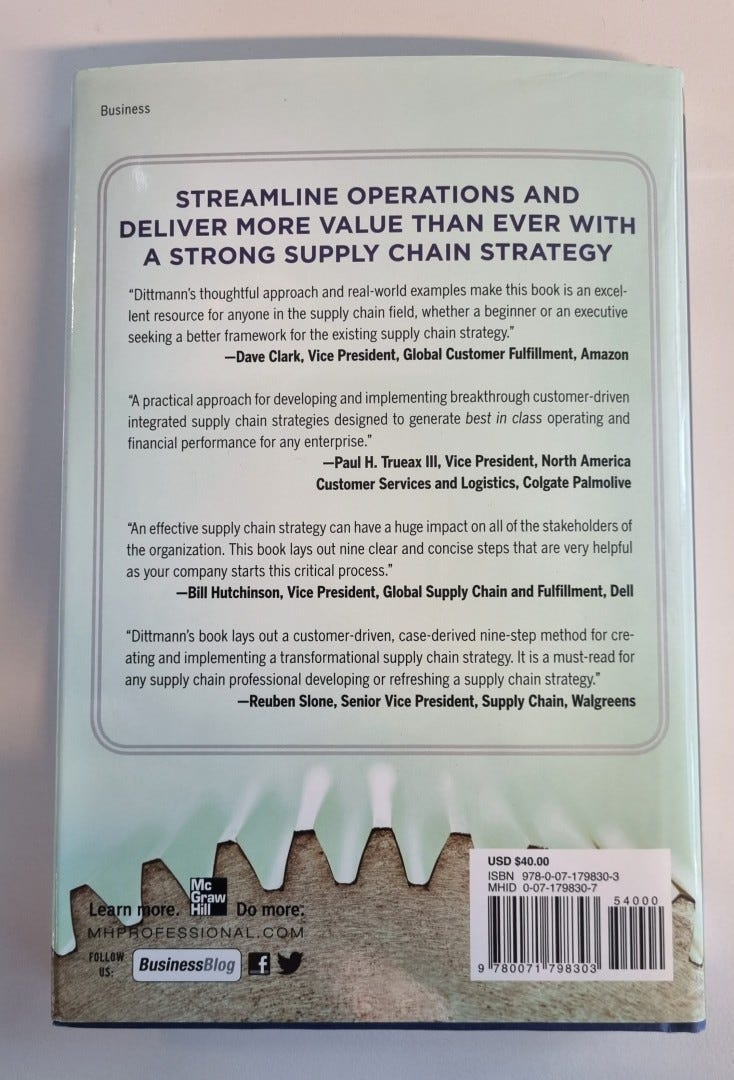 Business
STREAMLINE OPERATIONS AND
DELIVER MORE VALUE THAN EVER WITH
A STRONG SUPPLY CHAIN STRATEGY
“Dittmann’s thoughtful approach and real-world examples make this book is an excel-
lent resource for anyone in the supply chain field, whether a beginner or an executive
seeking a better framework for the existing supply chain strategy.”
—Dave Clark, Vice President, Global Customer Fulfillment, Amazon
“A practical approach for developing and implementing breakthrough customer-driven
integrated supply chain strategies designed to generate best in class operating and
financial performance for any enterprise.”
—Paul H. Trueax III, Vice President, North America
Customer Services and Logistics, Colgate Palmolive
“An effective supply chain strategy can have a huge impact on all of the stakeholders of
the organization. This book lays out nine clear and concise steps that are very helpful
as your company starts this critical process.”
—Bill Hutchinson, Vice President, Global Supply Chain and Fulfillment, Dell
“Dittmann’s book lays out a customer-driven, case-derived nine-step method for cre-
ating and implementing a transformational supply chain strategy. It is a must-read for
any supply chain professional developing or refreshing a supply chain strategy.”
—Reuben Slone, Senior Vice President, Supply Chain, Walgreens
Learn more.
Mc
Graw
Hill
Do more:
MHPROFESSIONAL.COM
FOLLOW
US:
BusinessBlog
USD $40.00
ISBN 978-0-07-179830-3
MHID 0-07-179830-7
54000
9 780071 798303